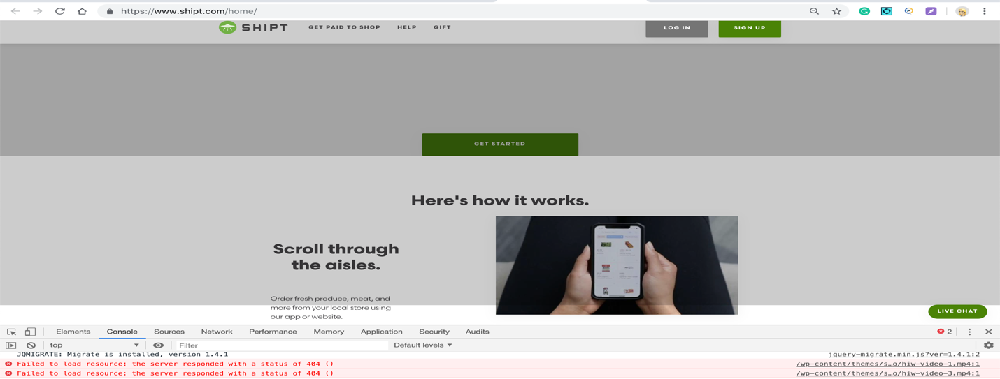 https://www.shipt.com/home/
SHIPT GET PAID TO SHOP HELP GIFT LOG IN SIGN UP
GET STARTED
Here's how it works.
Scroll through
the aisles.
Order fresh produce, meat, and
more from your local store using
our app or website.
LIVE CHAT
Elements Console Sources Network Performance Memory Application Security Audits 2
top Filter Default levels
JQMIGRATE: Migrate is installed, version 1.4.1 jquery-migrate.min.js?ver=1.4.1:2
Failed to load resource: the server responded with a status of 404 () /wp-content/themes/s…o/hiw-video-1.mp4:1
Failed to load resource: the server responded with a status of 404 () /wp-content/themes/s…o/hiw-video-3.mp4:1